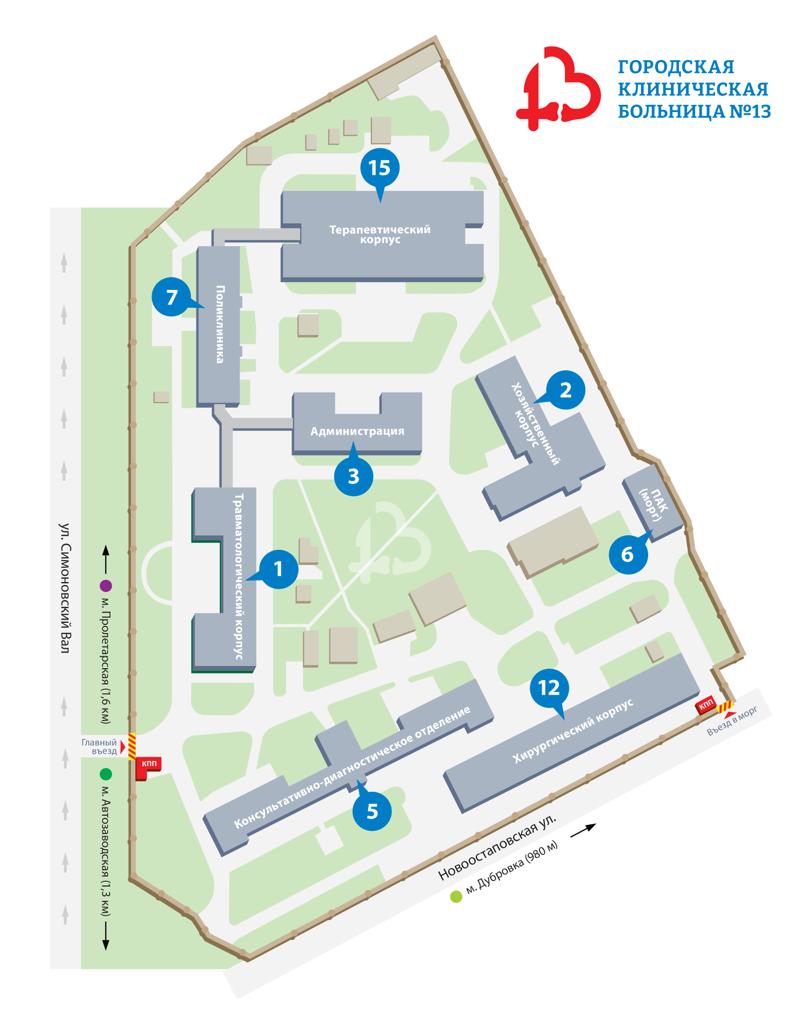 ГОРОДСКАЯ
КЛИНИЧЕСКАЯ
БОЛЬНИЦА №13
15
Терапевтический
корпус
7
Поликлиника
2
Хозяйственный
корпус
Администрация
3
ПАК
(морг)
6
Травматологический корпус
1
ул. Симоновский Вал
м. Пролетарская (1,6 км)
12
Хирургический корпус
КПП
Въезд в морг
Главный
въезд
КПП
Консультативно-диагностическое отделение
5
м. Автозаводская (1,3 км)
Новоостаповская ул.
м. Дубровка (980 м)